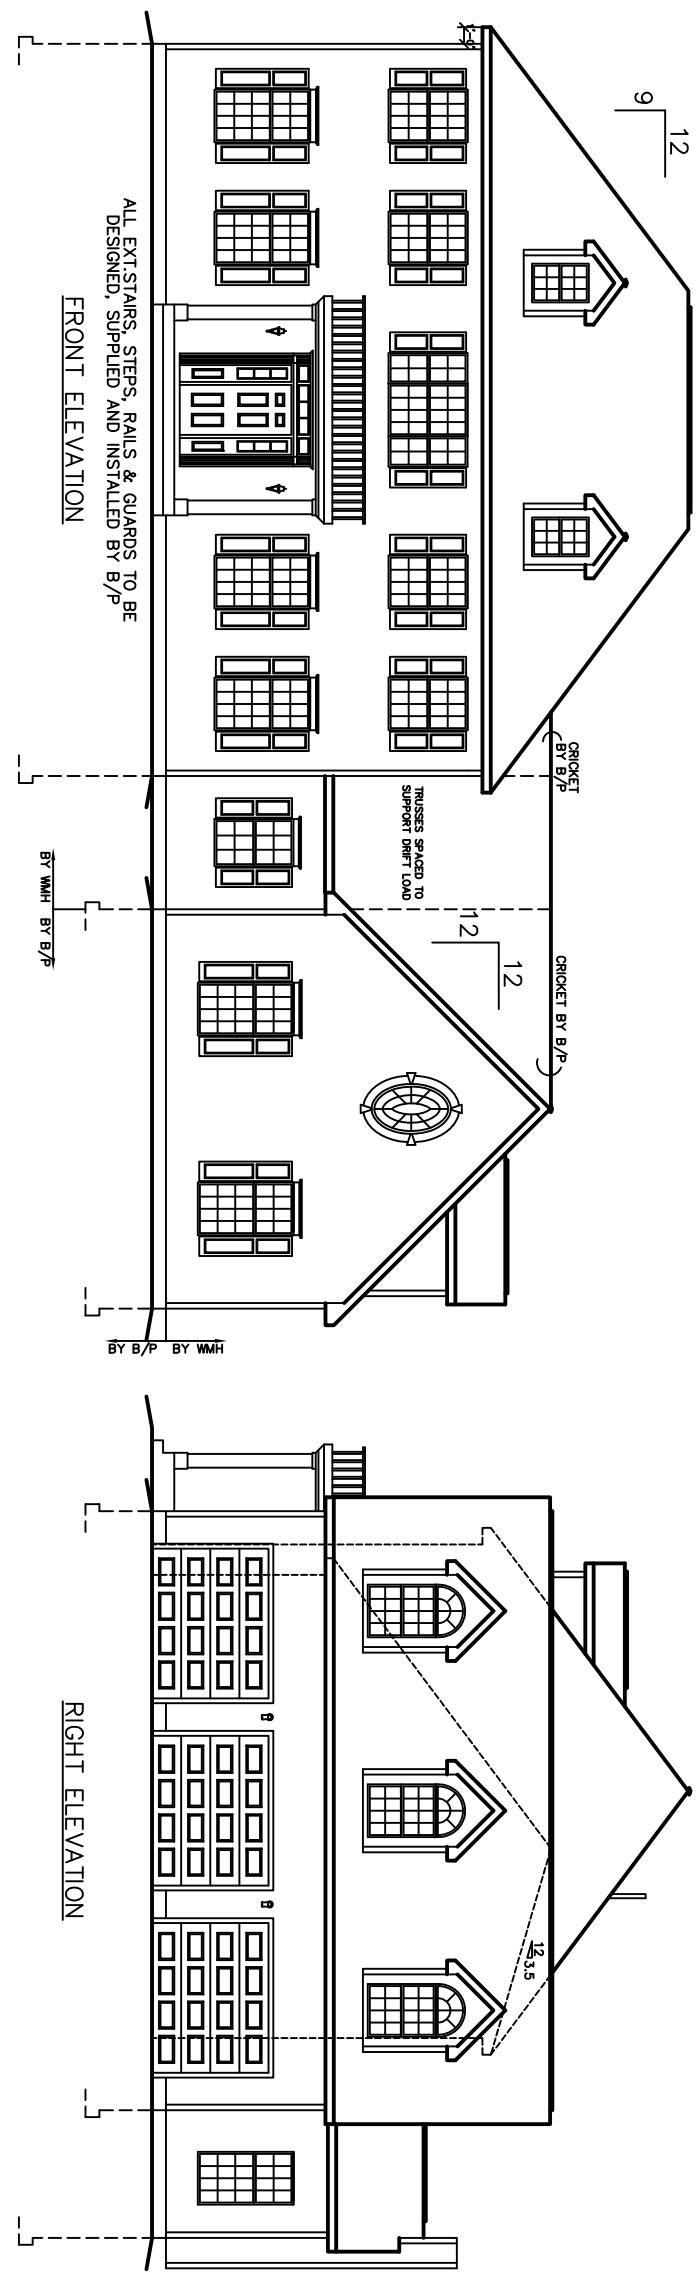 12
9
1'-0"
CRICKET
BY B/P
CRICKET BY B/P
TRUSSES SPACED TO
SUPPORT DRIFT LOAD
12
12
ALL EXT.STAIRS, STEPS, RAILS & GUARDS TO BE
DESIGNED, SUPPLIED AND INSTALLED BY B/P
FRONT ELEVATION
BY WMH BY B/P
BY WMH
BY B/P
12
3.5
RIGHT ELEVATION